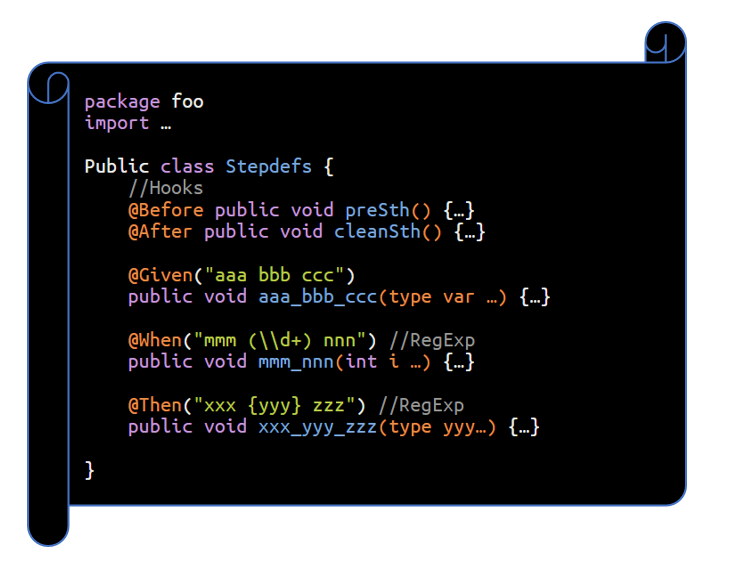 package foo
import …
Public class Stepdefs {
//Hooks
@Before public void preSth() {…}
@After public void cleanSth() {…}
@Given("aaa bbb ccc")
public void aaa_bbb_ccc(type var …) {…}
@When("mmm (\\d+) nnn") //RegExp
public void mmm_nnn(int i …) {…}
@Then("xxx {yyy} zzz") //RegExp
public void xxx_yyy_zzz(type yyy…) {…}
}